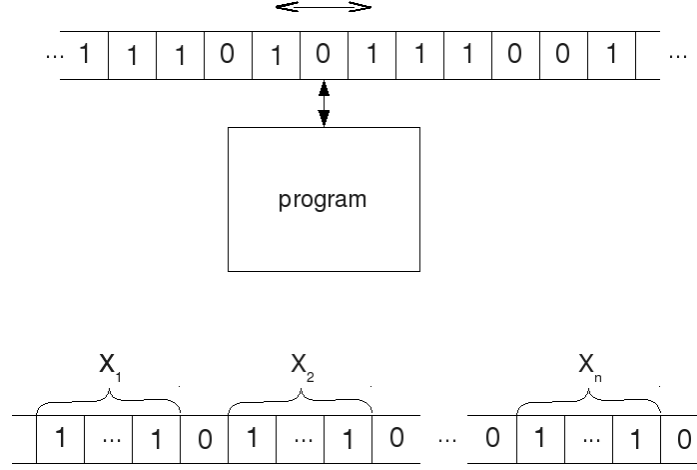 ... 1 1 1 0 1 0 1 1 1 0 0 1 ...
program
X₁ X₂ Xₙ
1 ... 1 0 1 ... 1 0 ... 0 1 ... 1 0